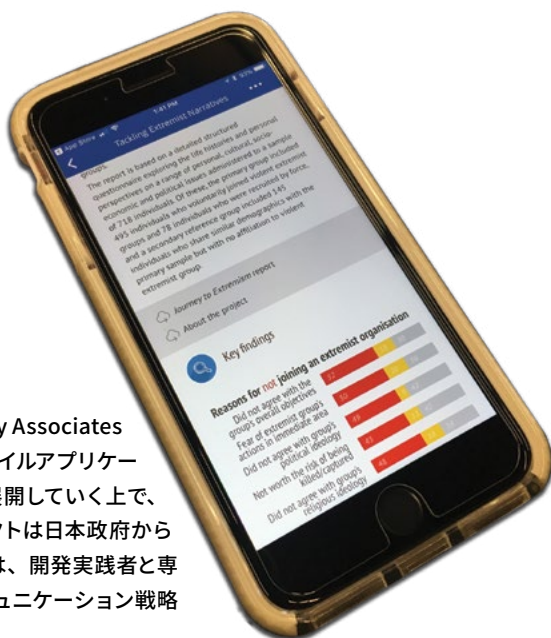 App Store
1:41 PM
93%
Tackling Extremist Narratives
groups.
The report is based on a detailed structured
questionnaire exploring the life histories and personal
perspectives on a range of personal, cultural, socio-
economic and political issues administered to a sample
of 718 individuals. Of these, the primary group included
495 individuals who voluntarily joined violent extremist
groups and 78 individuals who were recruited by force,
and a secondary reference group included 145
individuals who share similar demographics with the
primary sample but with no affiliation to violent
extremist group.
Journey to Extremism report
About the project
Key findings
Reasons for not joining an extremist organisation
Did not agree with the
group's overall objectives
Fear of extremist group's
actions in immediate area
Did not agree with group's
political ideology
Not worth the risk of being
killed/captured
Did not agree with group's
religious ideology
y Associates
イルアプリケー
展開していく上で、
クトは日本政府から
は、開発実践者と専
ュニケーション戦略